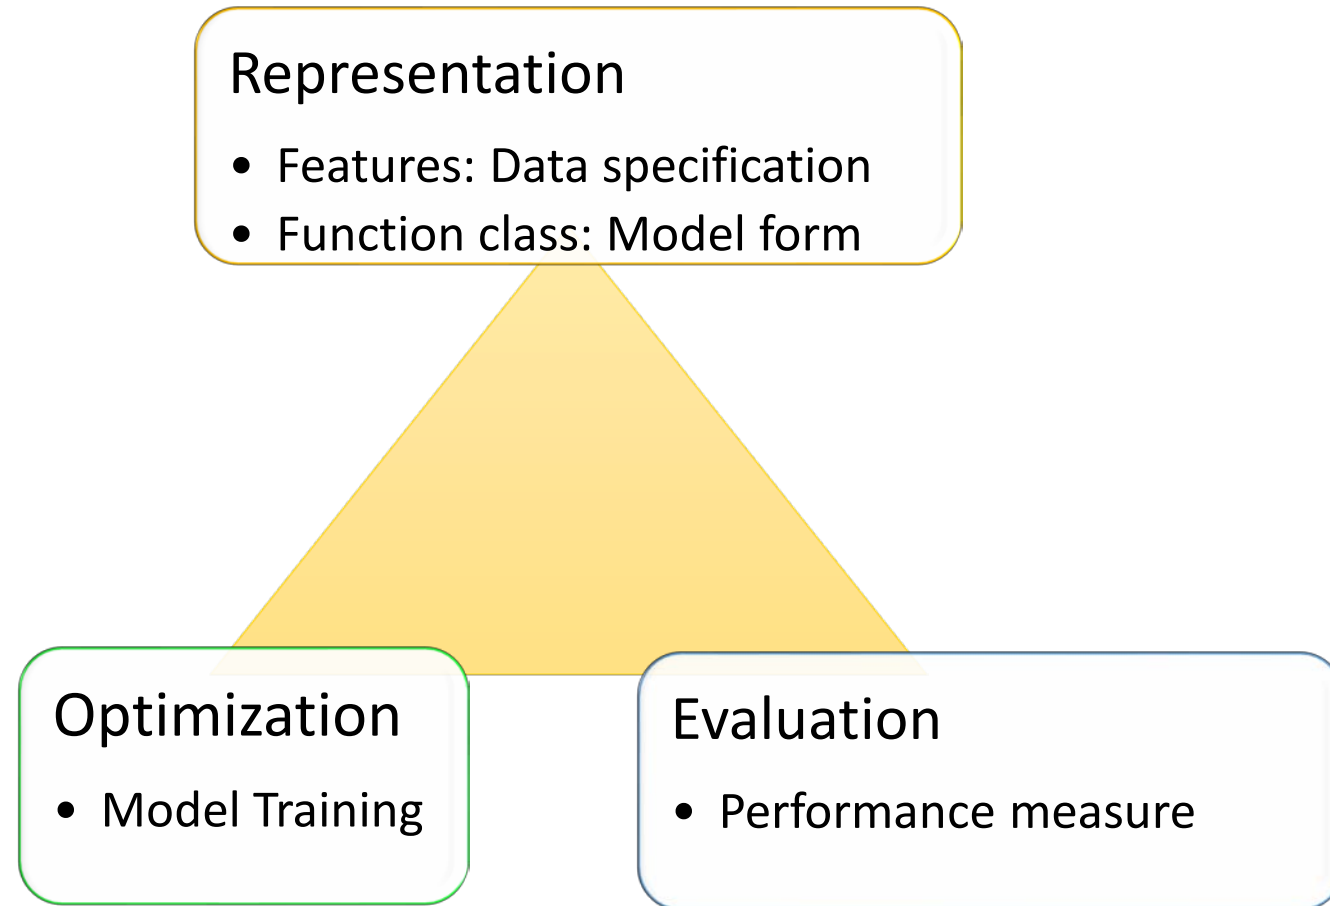 Representation
• Features: Data specification
• Function class: Model form
Optimization
• Model Training
Evaluation
• Performance measure